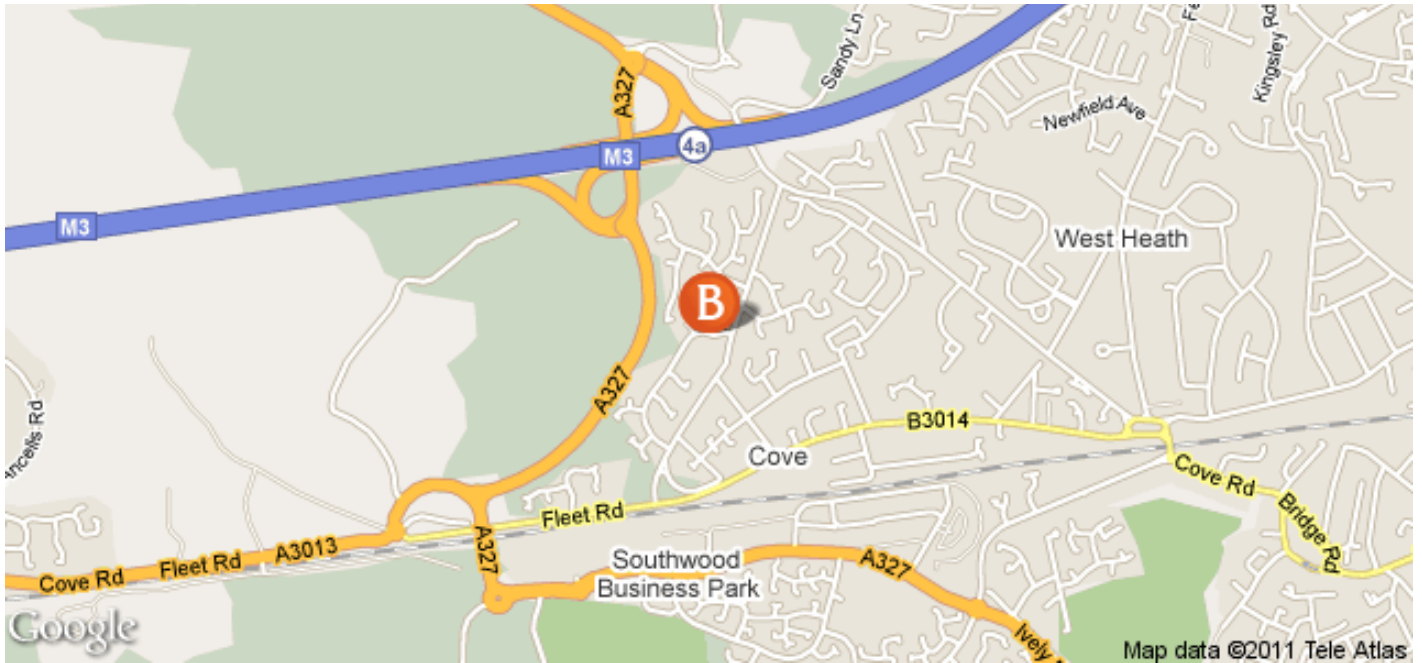 Sandy Ln
Kingsley Rd
A327
Newfield Ave
4a
M3
M3
West Heath
B
A327
B3014
Cove
Cove Rd
Fleet Rd
Bridge Rd
A327
A3013
Fleet Rd
Cove Rd
Southwood
Business Park
A327
Ively
Google
Map data ©2011 Tele Atlas